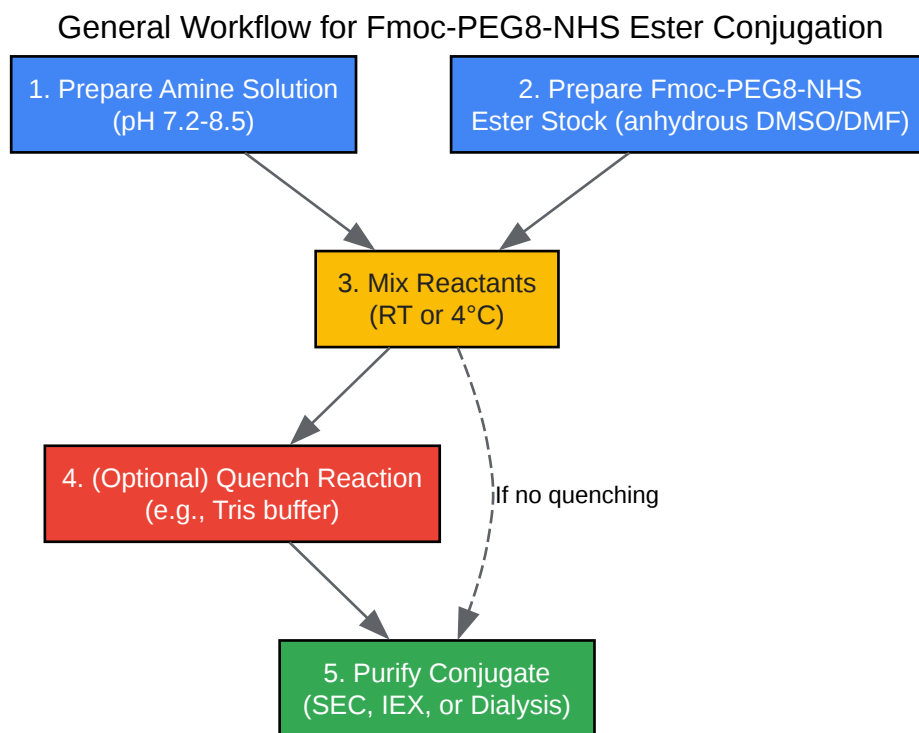 General Workflow for Fmoc-PEG8-NHS Ester Conjugation
1. Prepare Amine Solution
(pH 7.2-8.5)
2. Prepare Fmoc-PEG8-NHS
Ester Stock (anhydrous DMSO/DMF)
3. Mix Reactants
(RT or 4°C)
4. (Optional) Quench Reaction
(e.g., Tris buffer)
If no quenching
5. Purify Conjugate
(SEC, IEX, or Dialysis)